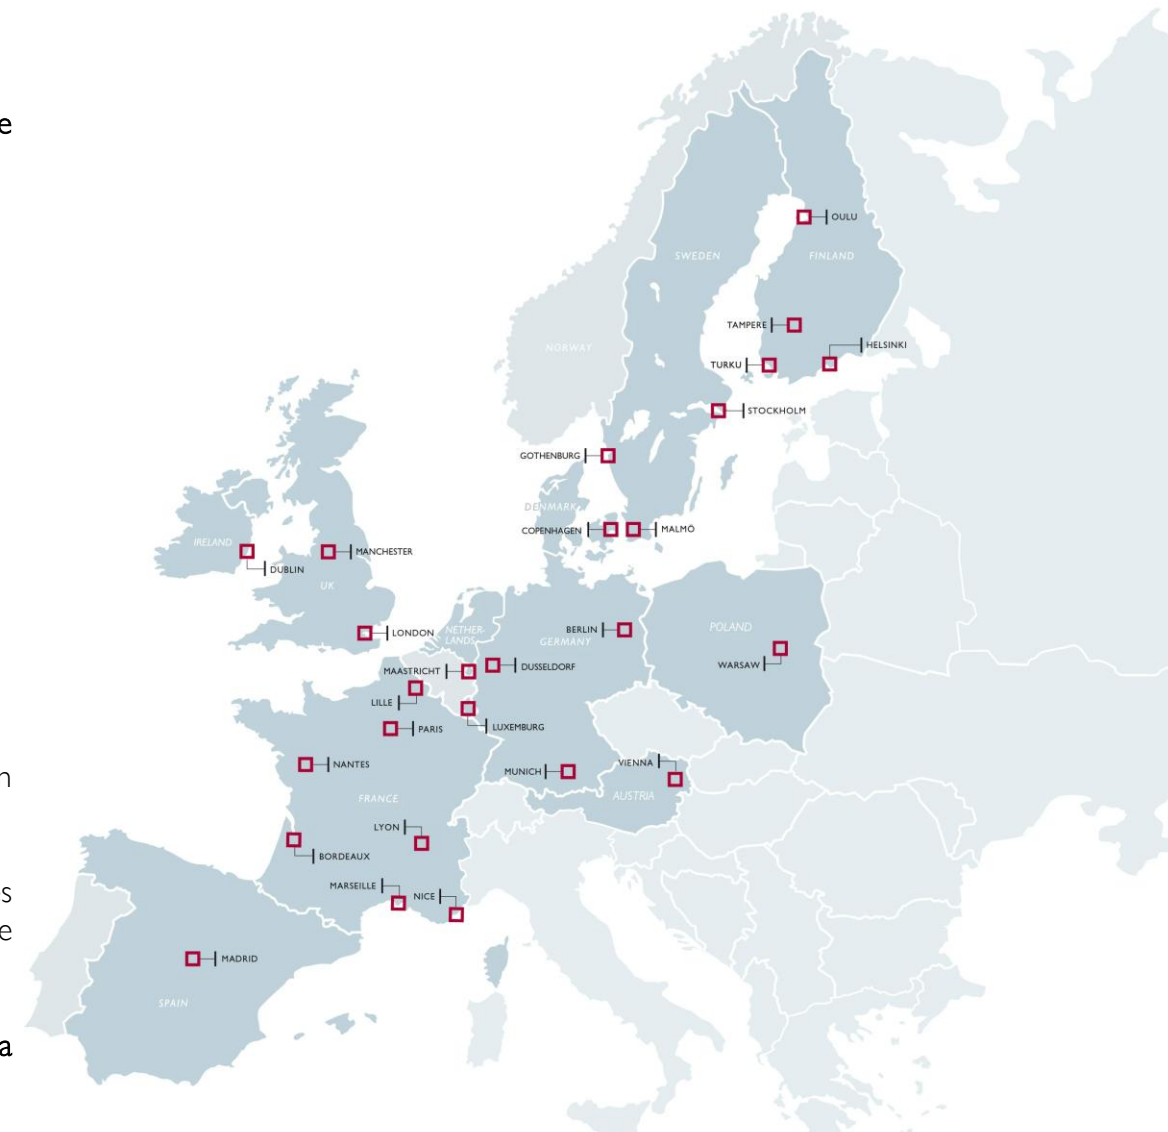 e
OULU
SWEDEN
FINLAND
TAMPERE
HELSINKI
NORWAY
TURKU
STOCKHOLM
GOTHENBURG
DENMARK
COPENHAGEN
MALMÖ
IRELAND
MANCHESTER
DUBLIN
UK
LONDON
NETHER-
LANDS
BERLIN
GERMANY
POLAND
WARSAW
MAASTRICHT
DUSSELDORF
LILLE
LUXEMBURG
PARIS
NANTES
MUNICH
VIENNA
n
FRANCE
AUSTRIA
LYON
BORDEAUX
MARSEILLE
NICE
s
e
MADRID
SPAIN
a